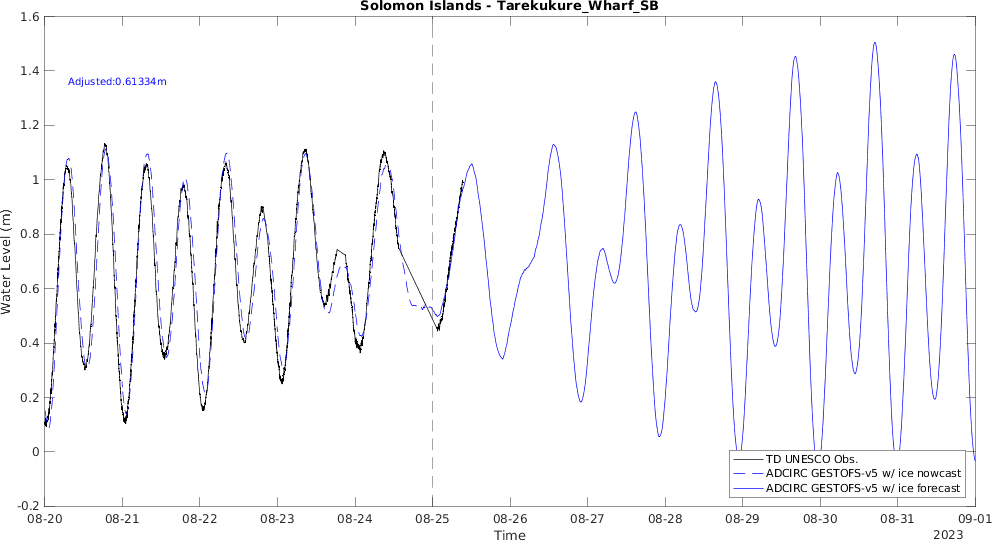 Solomon Islands - Tarekukure_Wharf_SB
1.6
1.4
1.2
1
0.8
0.6
0.4
0.2
0
-0.2
Water Level (m)
Adjusted:0.61334m
TD UNESCO Obs.
ADCIRC GESTOFS-v5 w/ ice nowcast
ADCIRC GESTOFS-v5 w/ ice forecast
08-20 08-21 08-22 08-23 08-24 08-25 08-26 08-27 08-28 08-29 08-30 08-31 09-01
Time
2023